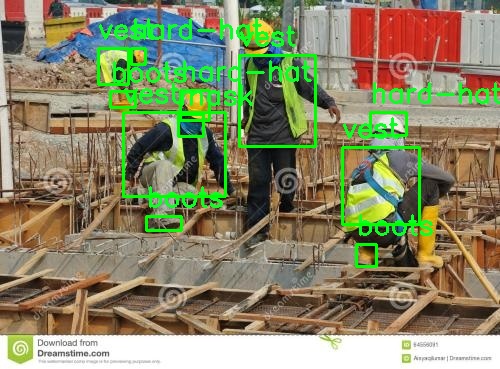 vest hard-hat vest
boots hard-hat
vest mask hard-hat
vest
boots boots
Download from
Dreamstime.com
This watermarked comp image is for previewing purposes only.
64556091
Aisyaqilumar | Dreamstime.com